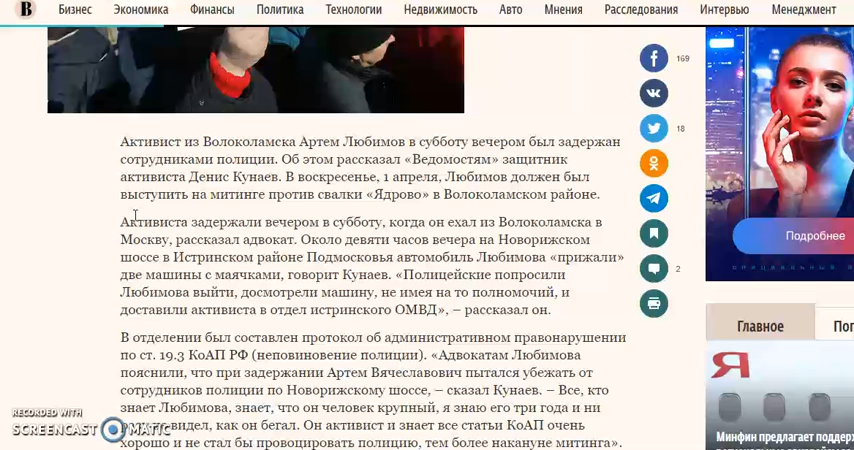 В
Бизнес Экономика Финансы Политика Технологии Недвижимость Авто Мнения Расследования Интервью Менеджмент
Активист из Волоколамска Артем Любимов в субботу вечером был задержан
сотрудниками полиции. Об этом рассказал «Ведомостям» защитник
активиста Денис Кунаев. В воскресенье, 1 апреля, Любимов должен был
выступить на митинге против свалки «Ядрово» в Волоколамском районе.
Активиста задержали вечером в субботу, когда он ехал из Волоколамска в
Москву, рассказал адвокат. Около девяти часов вечера на Новорижском
шоссе в Истринском районе Подмосковья автомобиль Любимова «прижали»
две машины с маячками, говорит Кунаев. «Полицейские попросили
Любимова выйти, досмотрели машину, не имея на то полномочий, и
доставили активиста в отдел истринского ОМВД», – рассказал он.
В отделении был составлен протокол об административном правонарушении
по ст. 19.3 КоАП РФ (неповиновение полиции). «Адвокатам Любимова
пояснили, что при задержании Артем Вячеславович пытался убежать от
сотрудников полиции по Новорижскому шоссе, – сказал Кунаев. – Все, кто
знает Любимова, знает, что он человек крупный, я знаю его три года и ни
видел, как он бегал. Он активист и знает все статьи КоАП очень
хорошо и не стал бы провоцировать полицию, тем более накануне митинга».
169
18
2
Подробнее
Главное
Поп
Я
Минфин предлагает поддерж
RECORDED WITH
SCREENCAST MATIC